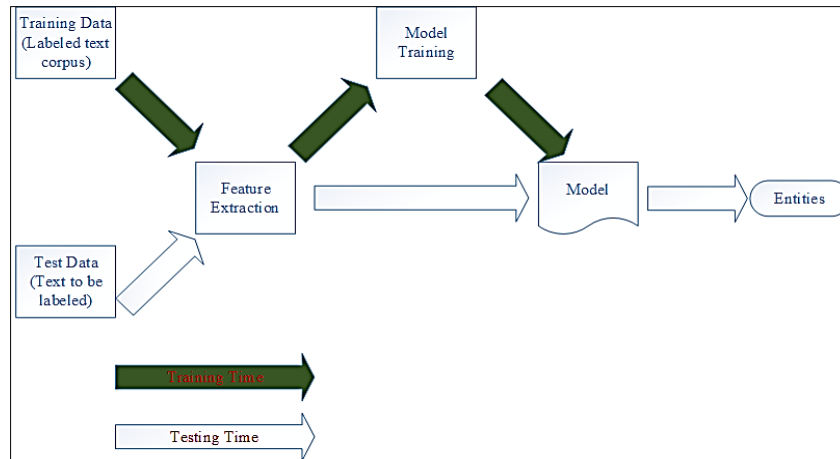 Training Data
(Labeled text
corpus)
Model
Training
Feature
Extraction
Model
Entities
Test Data
(Text to be
labeled)
Training Time
Testing Time